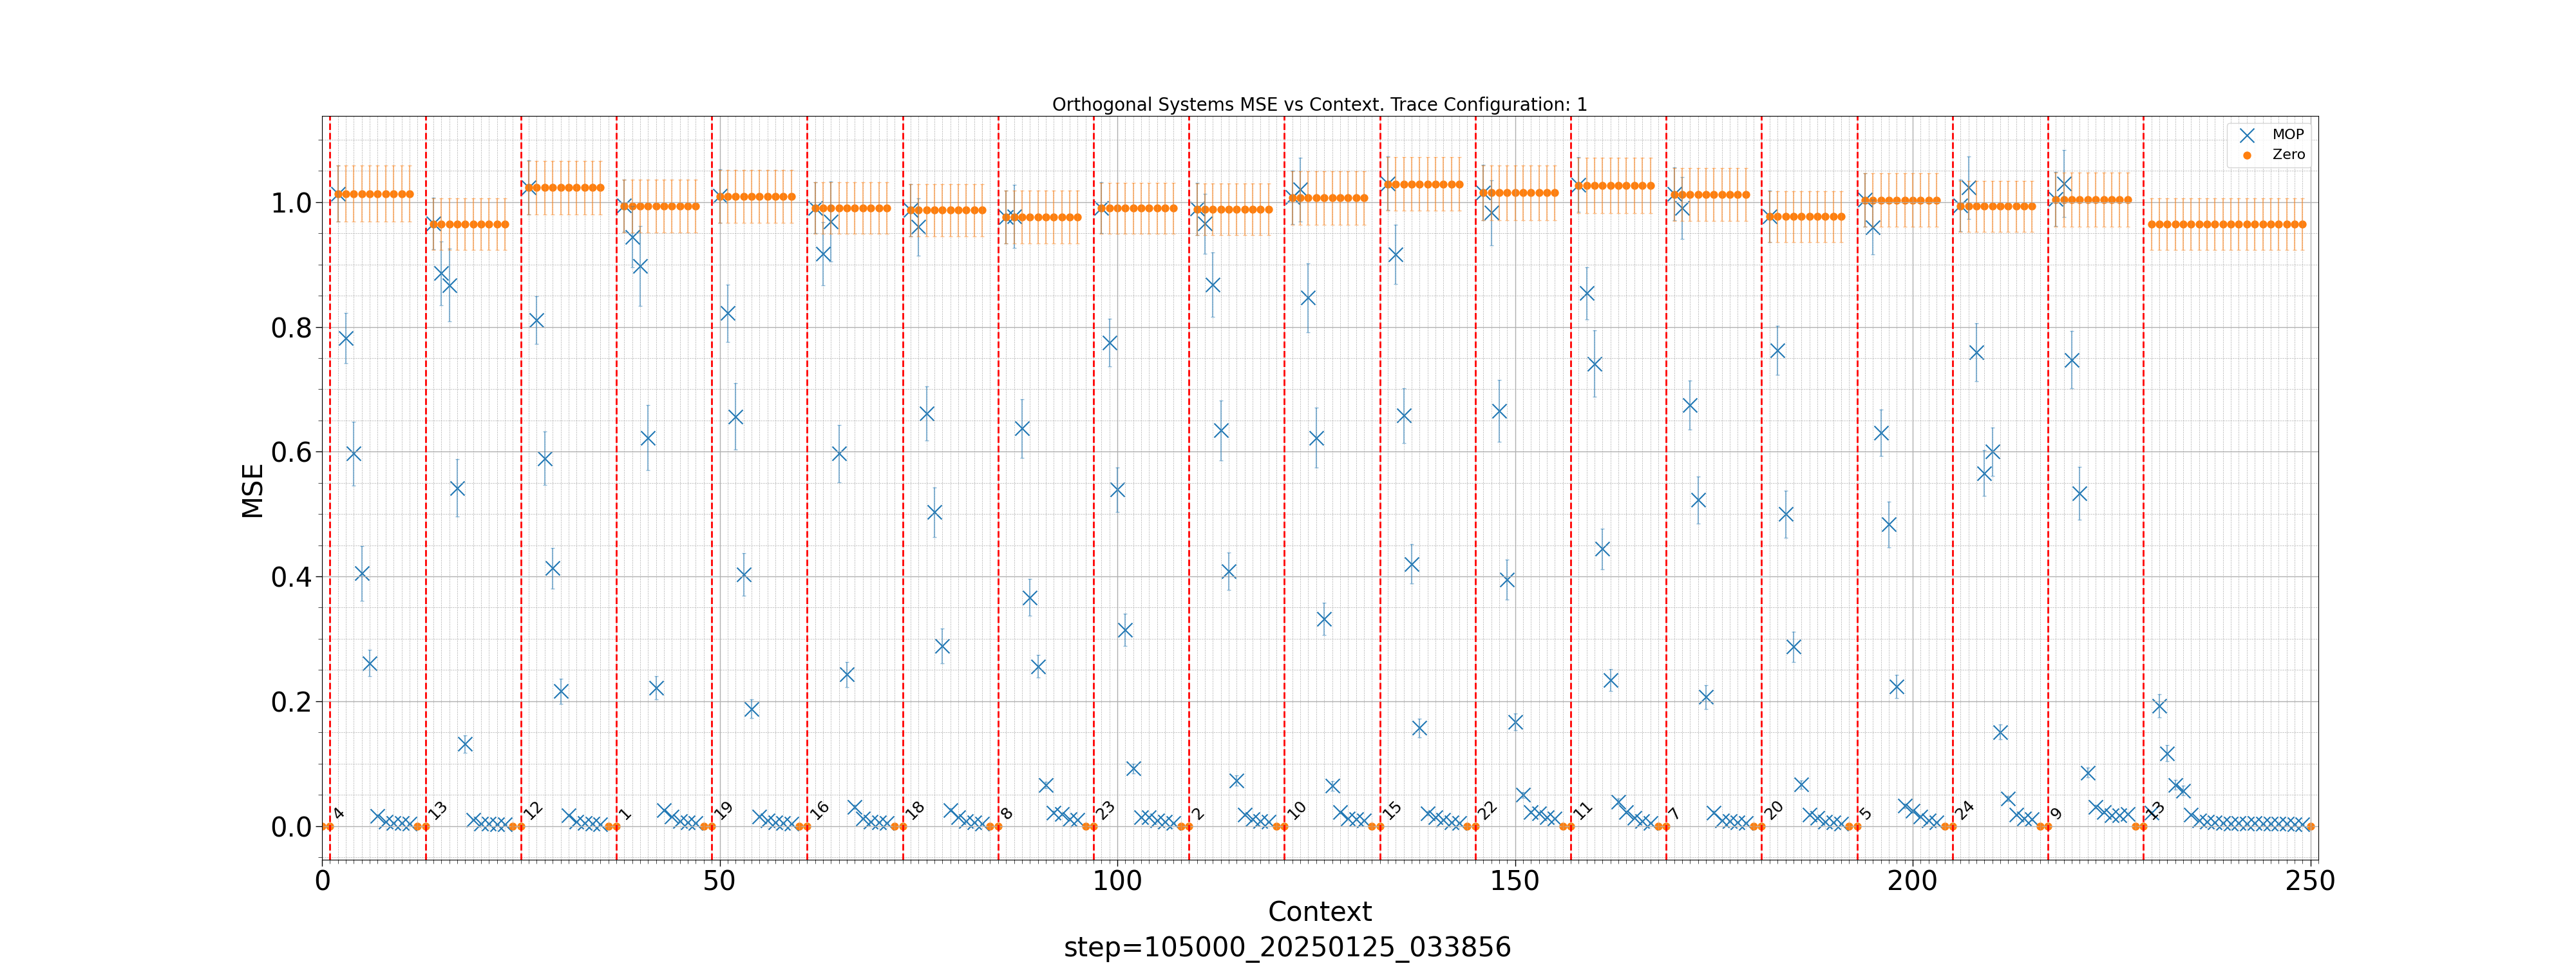 Orthogonal Systems MSE vs Context. Trace Configuration: 1
MOP
Zero
1.0
0.8
0.6
0.4
0.2
0.0
MSE
4 13 12 1 19 16 18 8 23 2 10 15 22 11 7 20 5 24 9 13
0 50 100 150 200 250
Context
step=105000_20250125_033856